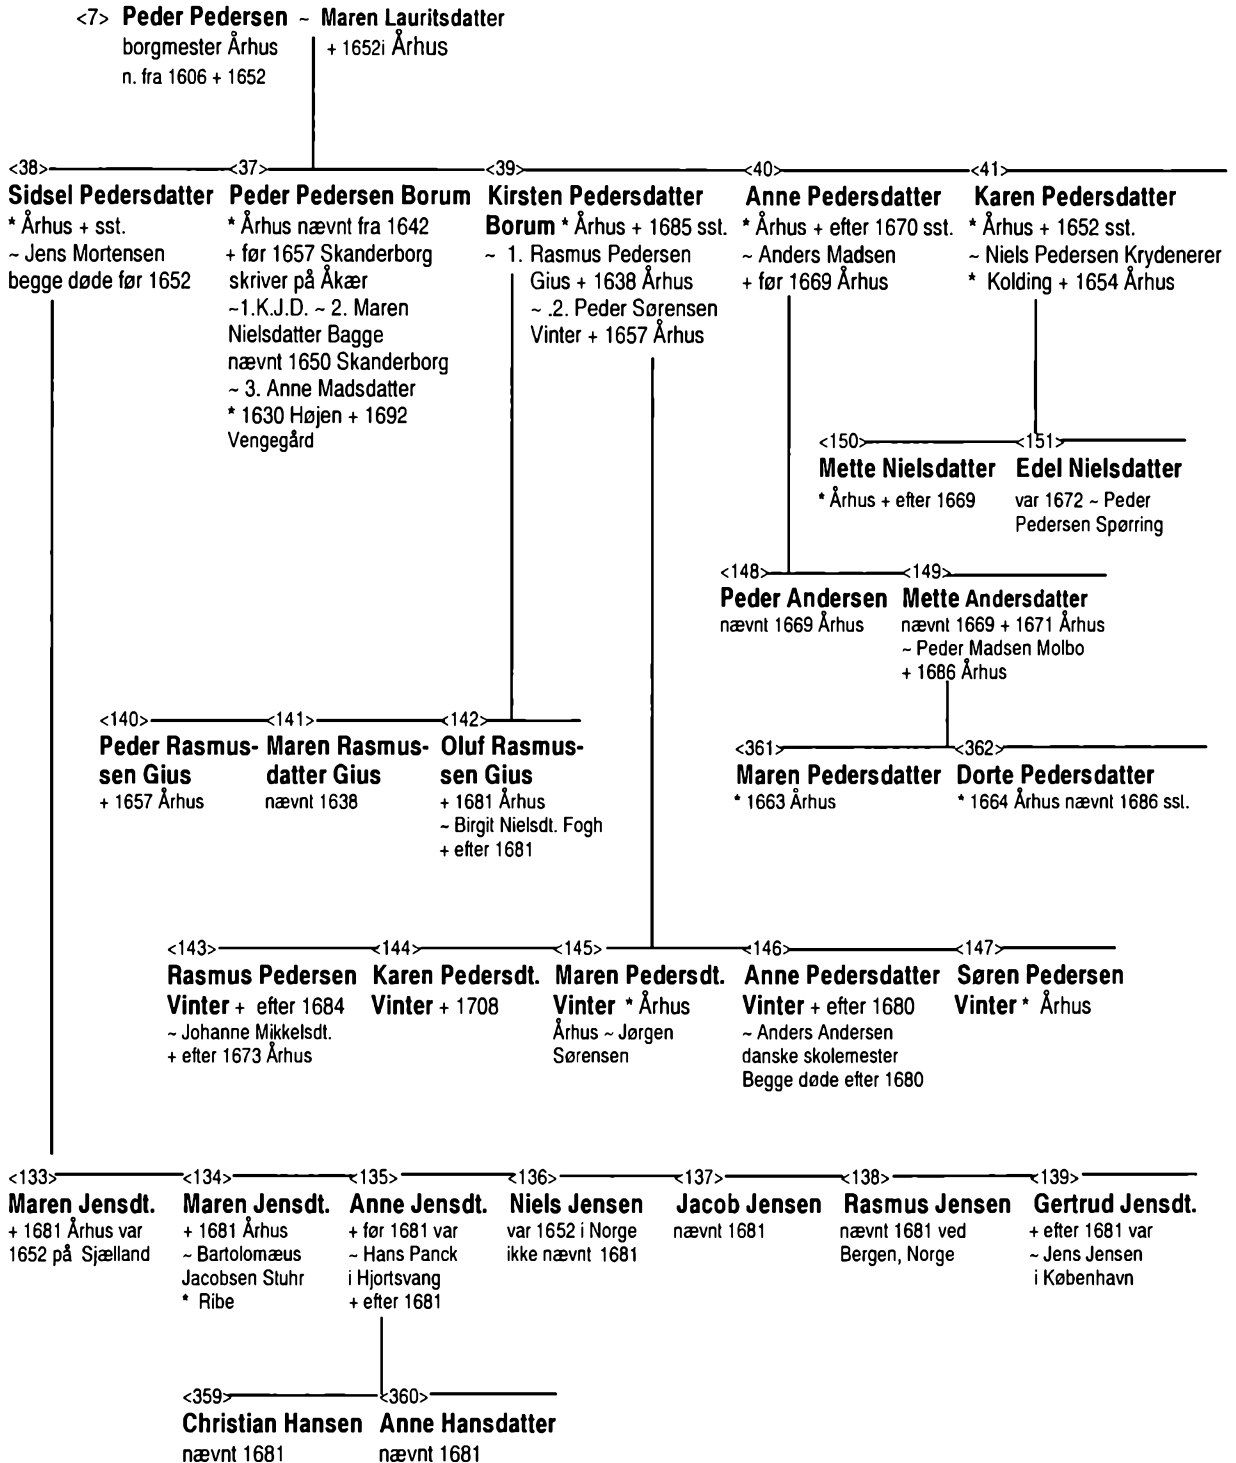 <7> Peder Pedersen ~ Maren Lauritsdatter
borgmester Århus
+ 1652i Århus
n. fra 1606 + 1652
<38>
Sidsel Pedersdatter
* Århus + sst.
~ Jens Mortensen
begge døde før 1652
<37>
Peder Pedersen Borum
* Århus nævnt fra 1642
+ før 1657 Skanderborg
skriver på Åkær
~1.K.J.D. ~ 2. Maren
Nielsdatter Bagge
nævnt 1650 Skanderborg
~ 3. Anne Madsdatter
* 1630 Højen + 1692
Vengegård
<39>
Kirsten Pedersdatter
Borum * Århus + 1685 sst.
~ 1. Rasmus Pedersen
Gius + 1638 Århus
~ .2. Peder Sørensen
Vinter + 1657 Århus
<40>
Anne Pedersdatter
* Århus + efter 1670 sst.
~ Anders Madsen
+ før 1669 Århus
<41>
Karen Pedersdatter
* Århus + 1652 sst.
~ Niels Pedersen Krydenerer
* Kolding + 1654 Århus
<150>
Mette Nielsdatter
* Århus + efter 1669
<151>
Edel Nielsdatter
var 1672 ~ Peder
Pedersen Spørring
<148>
Peder Andersen
nævnt 1669 Århus
<149>
Mette Andersdatter
nævnt 1669 + 1671 Århus
~ Peder Madsen Molbo
+ 1686 Århus
<140>
Peder Rasmus-
sen Gius
+ 1657 Århus
<141>
Maren Rasmus-
datter Gius
nævnt 1638
<142>
Oluf Rasmus-
sen Gius
+ 1681 Århus
~ Birgit Nielsdt. Fogh
+ efter 1681
<361>
Maren Pedersdatter
* 1663 Århus
<362>
Dorte Pedersdatter
* 1664 Århus nævnt 1686 sst.
<143>
Rasmus Pedersen
Vinter + efter 1684
~ Johanne Mikkelsdt.
+ efter 1673 Århus
<144>
Karen Pedersdt.
Vinter + 1708
<145>
Maren Pedersdt.
Vinter * Århus
Århus ~ Jørgen
Sørensen
<146>
Anne Pedersdatter
Vinter + efter 1680
~ Anders Andersen
danske skolemester
Begge døde efter 1680
<147>
Søren Pedersen
Vinter * Århus
<133>
Maren Jensdt.
+ 1681 Århus var
1652 på Sjælland
<134>
Maren Jensdt.
+ 1681 Århus
~ Bartolomæus
Jacobsen Stuhr
* Ribe
<135>
Anne Jensdt.
+ før 1681 var
~ Hans Panck
i Hjortsvang
+ efter 1681
<136>
Niels Jensen
var 1652 i Norge
ikke nævnt 1681
<137>
Jacob Jensen
nævnt 1681
<138>
Rasmus Jensen
nævnt 1681 ved
Bergen, Norge
<139>
Gertrud Jensdt.
+ efter 1681 var
~ Jens Jensen
i København
<359>
Christian Hansen
nævnt 1681
<360>
Anne Hansdatter
nævnt 1681